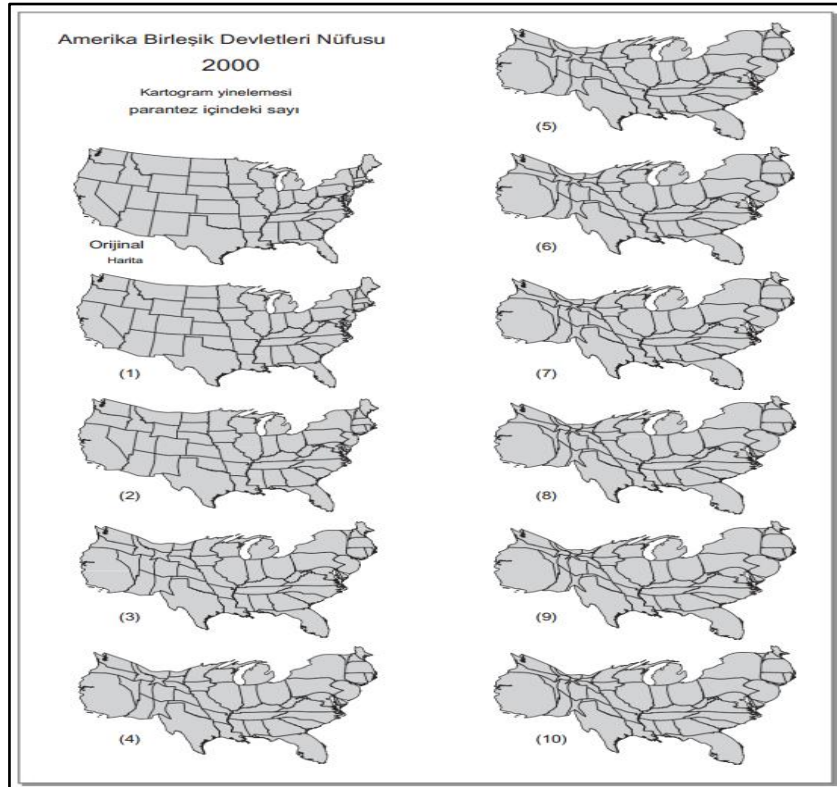 Amerika Birleşik Devletleri Nüfusu
2000
Kartogram yinelemesi
parantez içindeki sayı
Orijinal
Harita
(1)
(2)
(3)
(4)
(5)
(6)
(7)
(8)
(9)
(10)